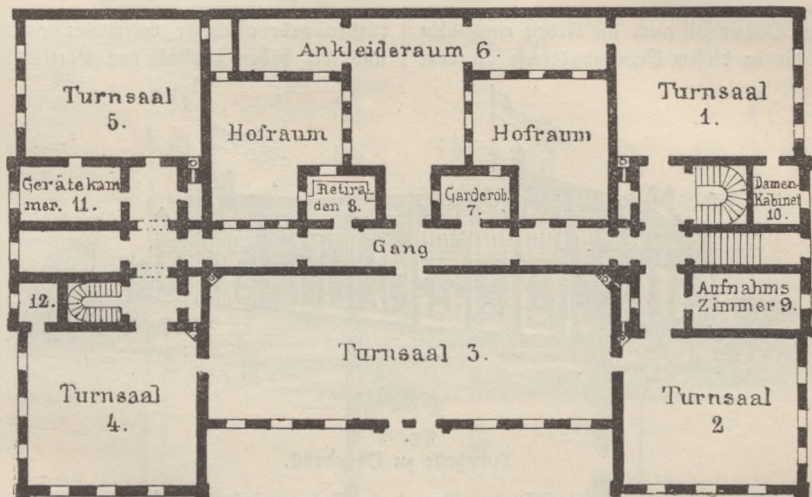 Ankleideraum 6.
Turnsaal
5.
Turnsaal
1.
Hofraum
Hofraum
Gerätekam
mer. 11.
Retira
den 8.
Garderob.
7.
Damen-
Kabinet
10.
Gang
12.
Aufnahms
Zimmer 9.
Turnsaal 3.
Turnsaal
4.
Turnsaal
2